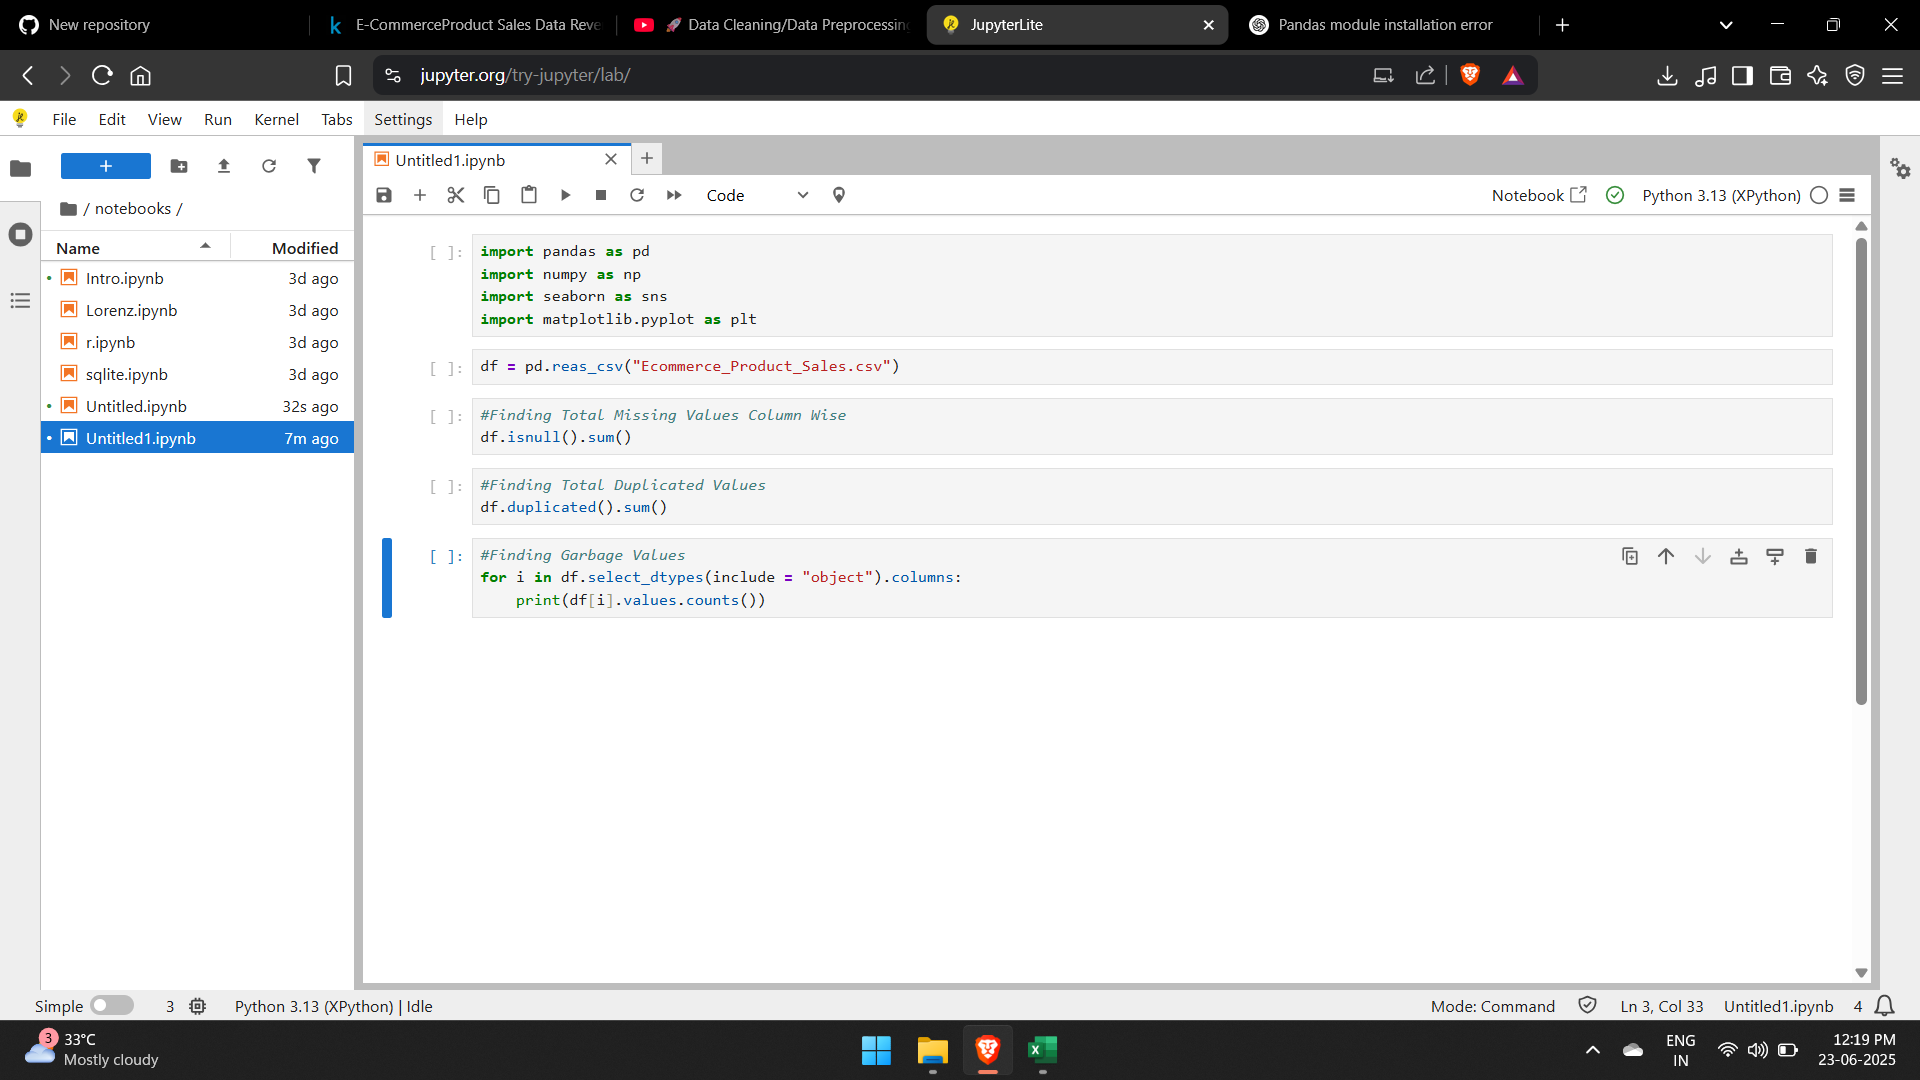 New repository
E-CommerceProduct Sales Data Reve
🚀 Data Cleaning/Data Preprocessing
JupyterLite
Pandas module installation error
jupyter.org/try-jupyter/lab/
File Edit View Run Kernel Tabs Settings Help
Untitled1.ipynb
Code
Notebook
Python 3.13 (XPython)
/ notebooks /
Name Modified
Intro.ipynb 3d ago
Lorenz.ipynb 3d ago
r.ipynb 3d ago
sqlite.ipynb 3d ago
Untitled.ipynb 32s ago
Untitled1.ipynb 7m ago
[ ]:
import pandas as pd
import numpy as np
import seaborn as sns
import matplotlib.pyplot as plt
[ ]:
df = pd.reas_csv("Ecommerce_Product_Sales.csv")
[ ]:
#Finding Total Missing Values Column Wise
df.isnull().sum()
[ ]:
#Finding Total Duplicated Values
df.duplicated().sum()
[ ]:
#Finding Garbage Values
for i in df.select_dtypes(include = "object").columns:
    print(df[i].values.counts())
Simple 3 Python 3.13 (XPython) | Idle
Mode: Command Ln 3, Col 33 Untitled1.ipynb 4
3
33°C
Mostly cloudy
ENG
IN
12:19 PM
23-06-2025